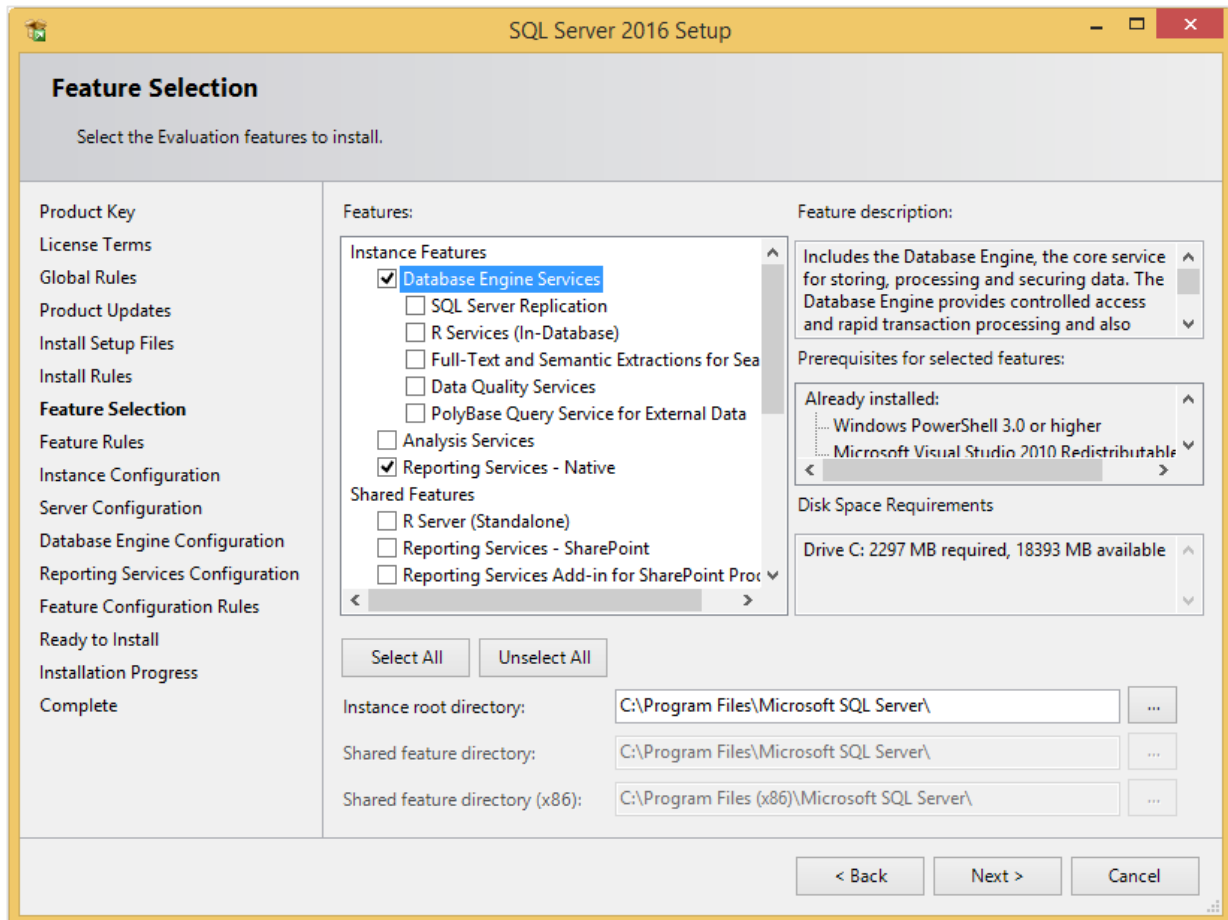 SQL Server 2016 Setup
Feature Selection
Select the Evaluation features to install.
Product Key
License Terms
Global Rules
Product Updates
Install Setup Files
Install Rules
Feature Selection
Feature Rules
Instance Configuration
Server Configuration
Database Engine Configuration
Reporting Services Configuration
Feature Configuration Rules
Ready to Install
Installation Progress
Complete
Features:
Instance Features
Database Engine Services
SQL Server Replication
R Services (In-Database)
Full-Text and Semantic Extractions for Sea
Data Quality Services
PolyBase Query Service for External Data
Analysis Services
Reporting Services - Native
Shared Features
R Server (Standalone)
Reporting Services - SharePoint
Reporting Services Add-in for SharePoint Proc
Feature description:
Includes the Database Engine, the core service
for storing, processing and securing data. The
Database Engine provides controlled access
and rapid transaction processing and also
Prerequisites for selected features:
Already installed:
Windows PowerShell 3.0 or higher
Microsoft Visual Studio 2010 Redistributable
Disk Space Requirements
Drive C: 2297 MB required, 18393 MB available
Select All
Unselect All
Instance root directory:
C:\Program Files\Microsoft SQL Server\
...
Shared feature directory:
C:\Program Files\Microsoft SQL Server\
...
Shared feature directory (x86):
C:\Program Files (x86)\Microsoft SQL Server\
...
< Back
Next >
Cancel